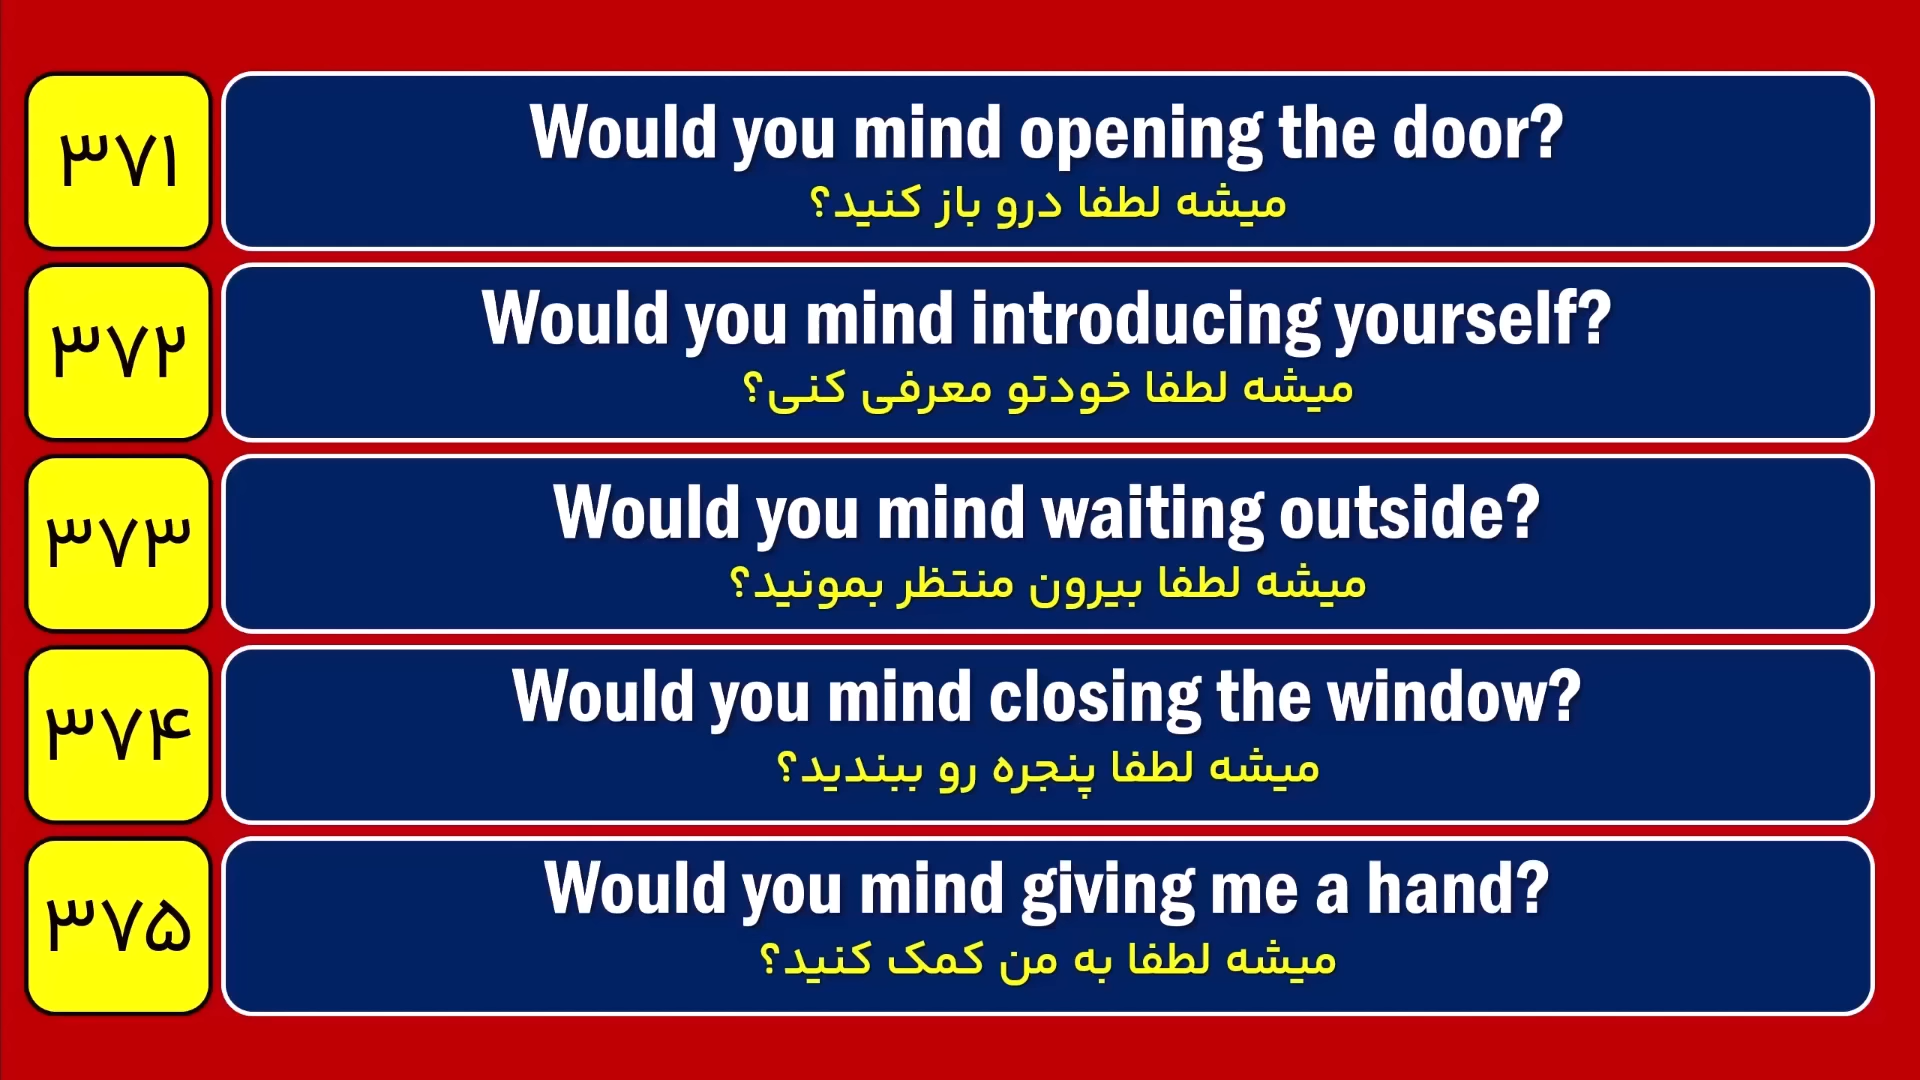 ۳۷۱
Would you mind opening the door?
میشه لطفا درو باز کنید؟
۳۷۲
Would you mind introducing yourself?
میشه لطفا خودتو معرفی کنی؟
۳۷۳
Would you mind waiting outside?
میشه لطفا بیرون منتظر بمونید؟
۳۷۴
Would you mind closing the window?
میشه لطفا پنجره رو ببندید؟
۳۷۵
Would you mind giving me a hand?
میشه لطفا به من کمک کنید؟